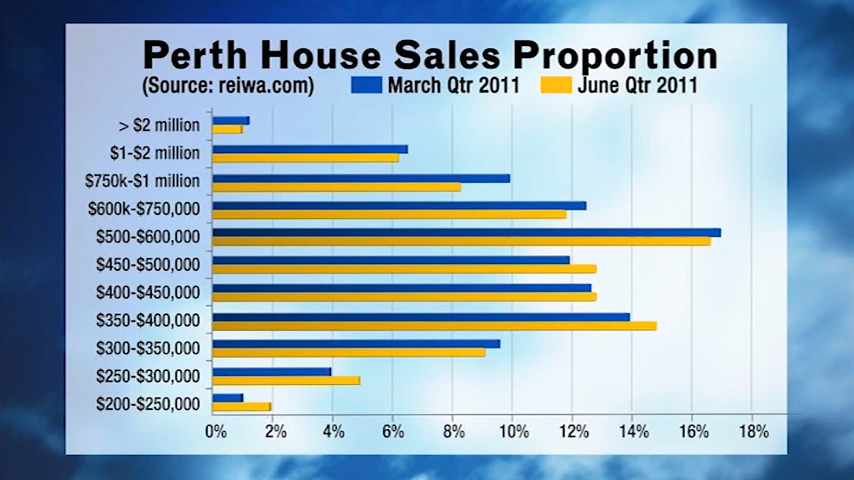 Perth House Sales Proportion
(Source: reiwa.com) March Qtr 2011 June Qtr 2011
> $2 million
$1-$2 million
$750k-$1 million
$600k-$750,000
$500-$600,000
$450-$500,000
$400-$450,000
$350-$400,000
$300-$350,000
$250-$300,000
$200-$250,000
0% 2% 4% 6% 8% 10% 12% 14% 16% 18%